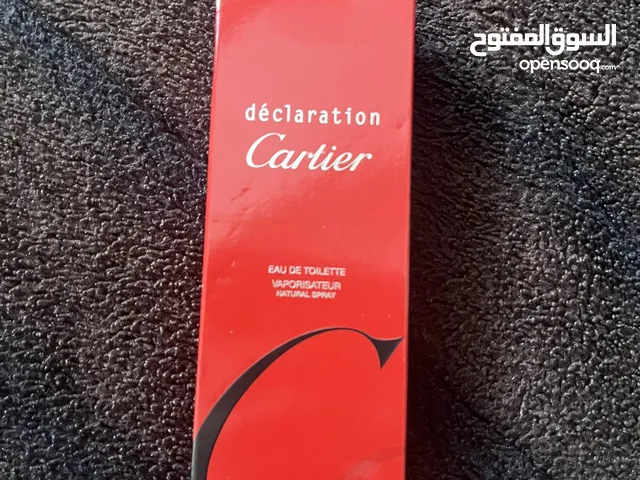 السوق المفتوح
opensooq.com
déclaration
Cartier
EAU DE TOILETTE
VAPORISATEUR
NATURAL SPRAY